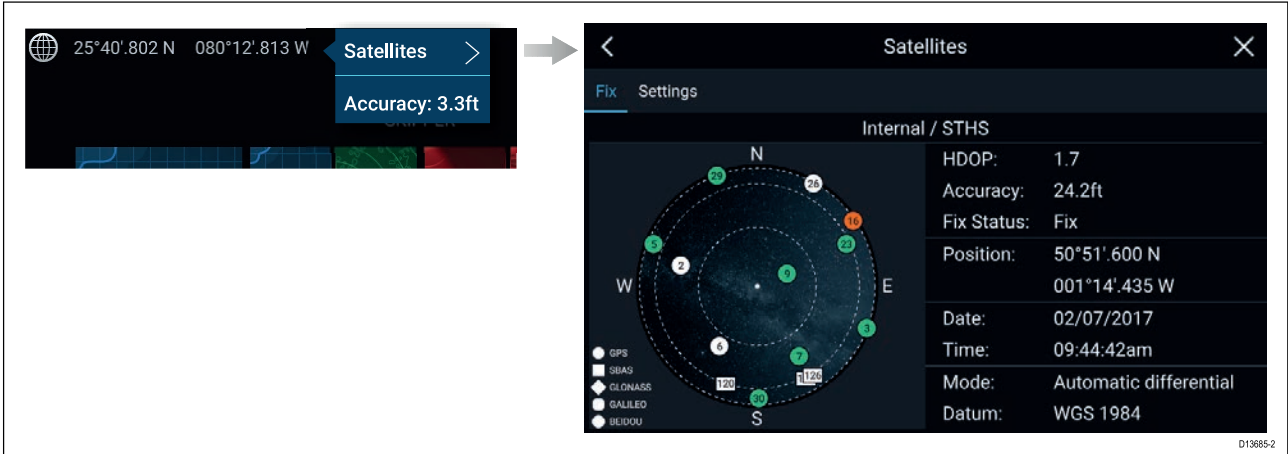 25°40'.802 N 080°12'.813 W
Satellites
Accuracy: 3.3ft
Satellites
Fix Settings
Internal / STHS
N
29
26
16
5
23
2
9
W
E
3
6
7
120
126
30
S
GPS
SBAS
GLONASS
GALILEO
BEIDOU
HDOP: 1.7
Accuracy: 24.2ft
Fix Status: Fix
Position: 50°51'.600 N
001°14'.435 W
Date: 02/07/2017
Time: 09:44:42am
Mode: Automatic differential
Datum: WGS 1984
D13685-2